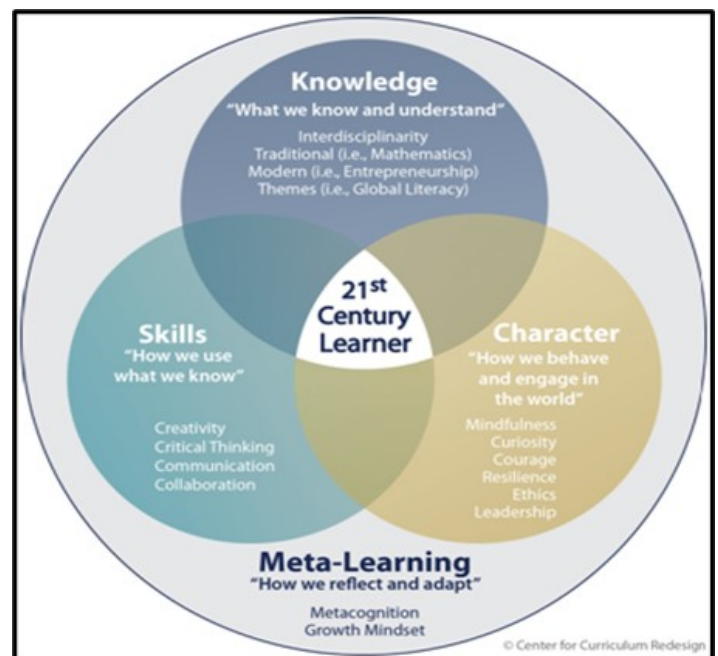 Knowledge
“What we know and understand”
Interdisciplinarity
Traditional (i.e., Mathematics)
Modern (i.e., Entrepreneurship)
Themes (i.e., Global Literacy)
21st
Century
Learner
Skills
“How we use
what we know”
Creativity
Critical Thinking
Communication
Collaboration
Character
“How we behave
and engage in
the world”
Mindfulness
Curiosity
Courage
Resilience
Ethics
Leadership
Meta-Learning
“How we reflect and adapt”
Metacognition
Growth Mindset
© Center for Curriculum Redesign